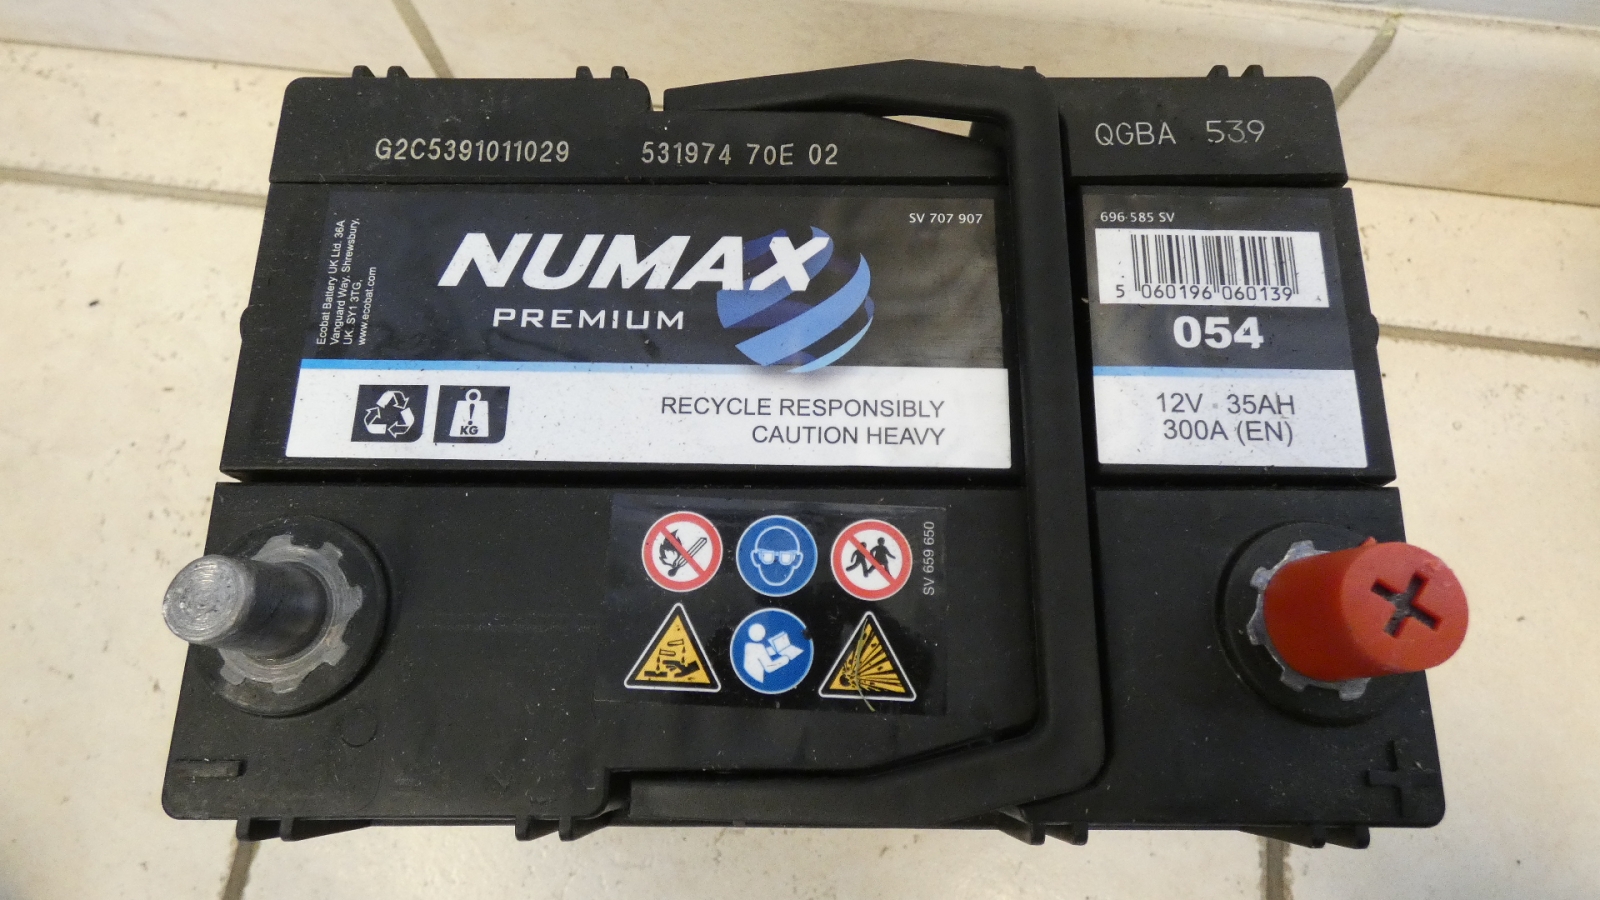 G2C5391011029 531974 70E 02 QGBA 539
Ecobat Battery UK Ltd. 36A
Vanguard Way, Shrewsbury,
UK. SY1 3TG,
www.ecobat.com
SV 707 907
NUMAX
PREMIUM
KG
RECYCLE RESPONSIBLY
CAUTION HEAVY
696 585 SV
5 060196 060139
054
12V 35AH
300A (EN)
SV 659 650
- +
+